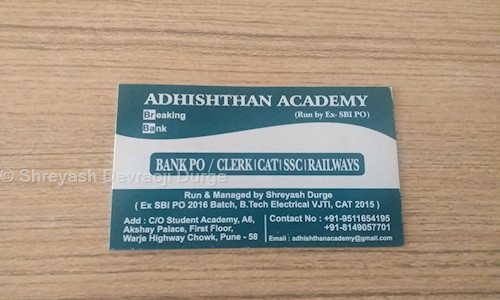 ADHISHTHAN ACADEMY
(Run by Ex- SBI PO)
Breaking
Bank
BANK PO / CLERK|CAT|SSC|RAILWAYS
© Shreyash Devraoji Durge
Run & Managed by Shreyash Durge
( Ex SBI PO 2016 Batch, B.Tech Electrical VJTI, CAT 2015 )
Add : C/O Student Academy, A6,
Akshay Palace, First Floor,
Warje Highway Chowk, Pune - 58
Contact No : +91-9511654195
+91-8149057701
Email : adhishthanacademy@gmail.com